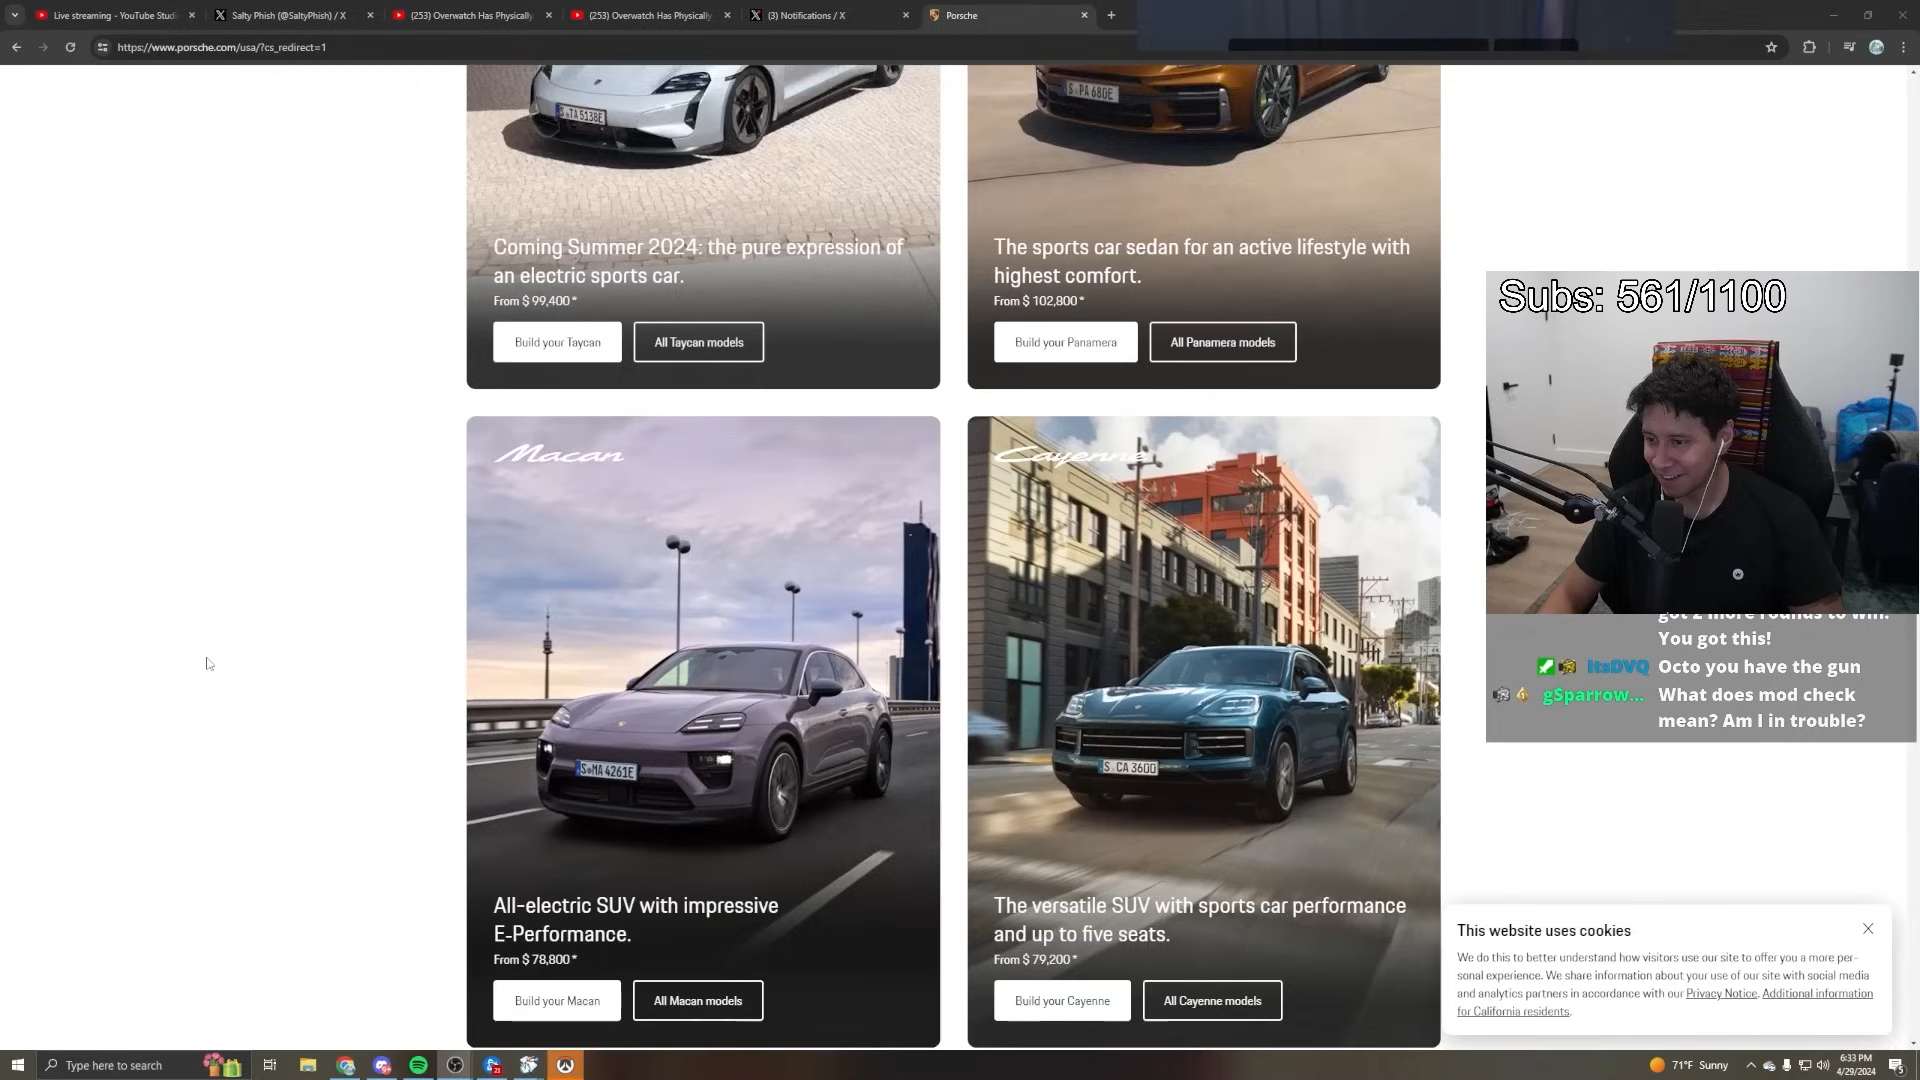 Live streaming - YouTube Studi
Salty Phish (@SaltyPhish) / X
(253) Overwatch Has Physically
(253) Overwatch Has Physically
(3) Notifications / X
Porsche
https://www.porsche.com/usa/?cs_redirect=1
S TA 5138E
S PA 680E
Coming Summer 2024: the pure expression of
an electric sports car.
From $ 99,400 *
Build your Taycan
All Taycan models
The sports car sedan for an active lifestyle with
highest comfort.
From $ 102,800 *
Build your Panamera
All Panamera models
Subs: 561/1100
got 2 more rounds to win.
You got this!
ItsDVQ Octo you have the gun
gSparrow... What does mod check
mean? Am I in trouble?
Macan
S MA 4261E
All-electric SUV with impressive
E-Performance.
From $ 78,800 *
Build your Macan
All Macan models
Cayenne
S CA 3600
The versatile SUV with sports car performance
and up to five seats.
From $ 79,200 *
Build your Cayenne
All Cayenne models
This website uses cookies
We do this to better understand how visitors use our site to offer you a more per-
sonal experience. We share information about your use of our site with social media
and analytics partners in accordance with our Privacy Notice. Additional information
for California residents.
Type here to search
21
71°F Sunny
6:33 PM
4/29/2024
5